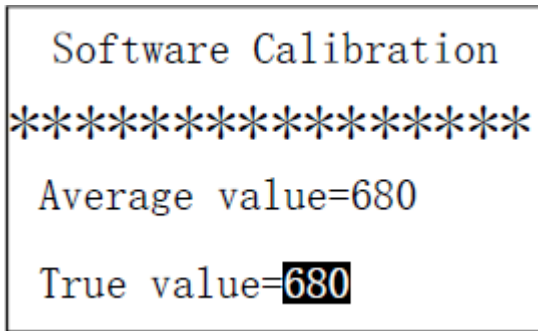 Software Calibration
****************
Average value=680
True value=680